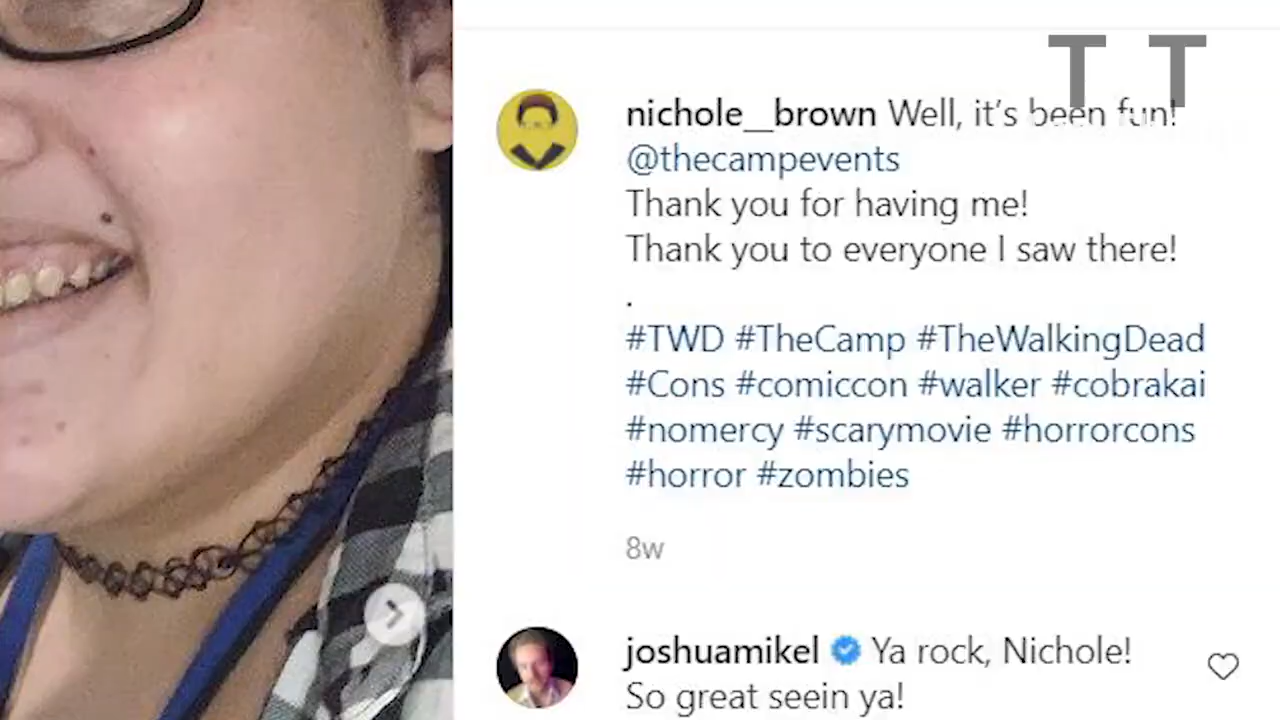 T T
nichole__brown Well, it’s been fun!
@thecampevents
Thank you for having me!
Thank you to everyone I saw there!
.
#TWD #TheCamp #TheWalkingDead
#Cons #comiccon #walker #cobrakai
#nomercy #scarymovie #horrorcons
#horror #zombies
8w
joshuamikel Ya rock, Nichole!
So great seein ya!